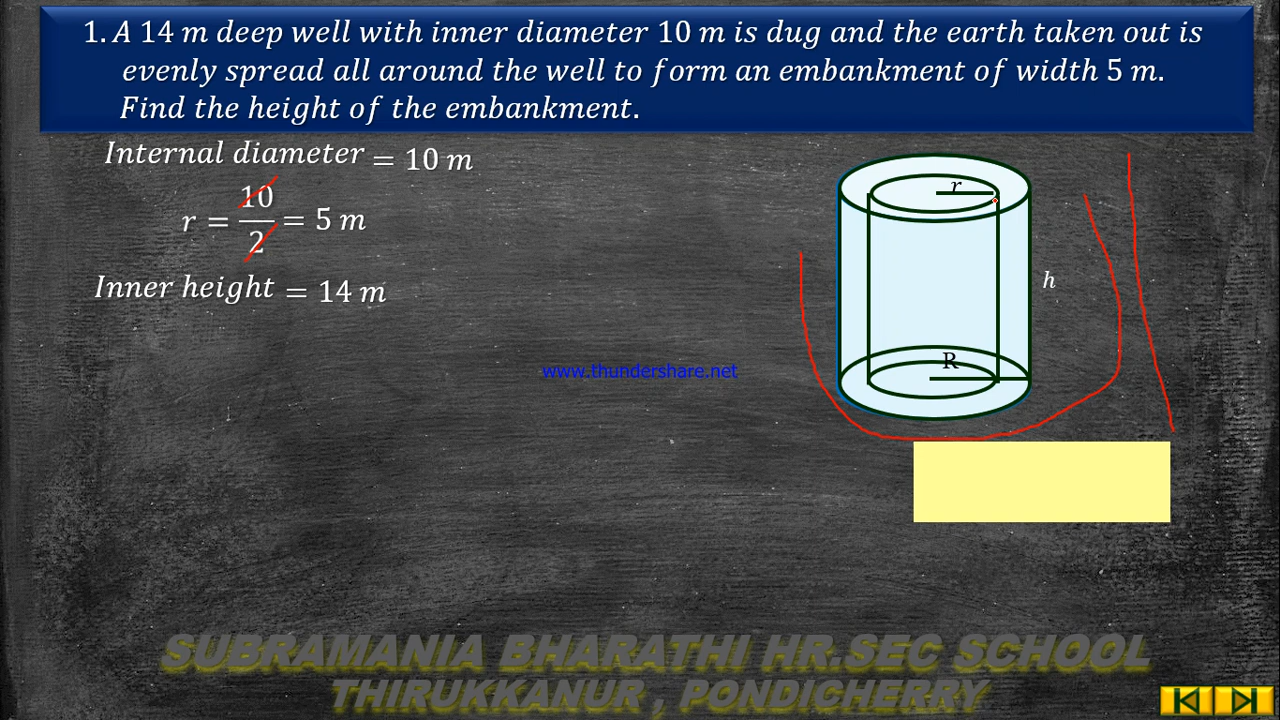 1. A 14 m deep well with inner diameter 10 m is dug and the earth taken out is
evenly spread all around the well to form an embankment of width 5 m.
Find the height of the embankment.
Internal diameter = 10 m
r = 10/2 = 5 m
Inner height = 14 m
r
h
R
www.thundershare.net
SUBRAMANIA BHARATHI HR.SEC SCHOOL
THIRUKKANUR , PONDICHERRY